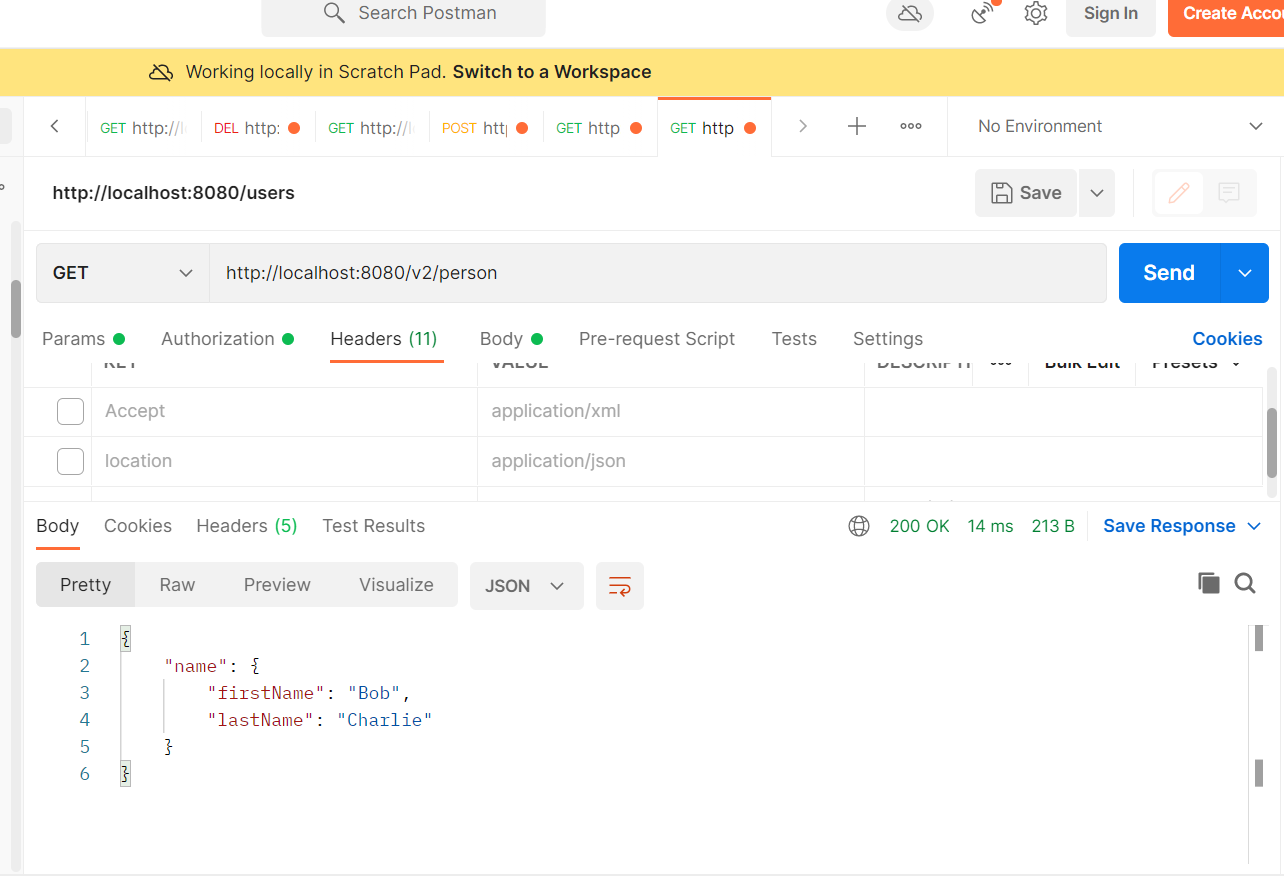 Search Postman
Sign In
Create Acco
Working locally in Scratch Pad. Switch to a Workspace
GET http://l DEL http: GET http://l POST htt GET http GET http No Environment
http://localhost:8080/users
Save
GET http://localhost:8080/v2/person Send
Params Authorization Headers (11) Body Pre-request Script Tests Settings Cookies
KEY VALUE DESCRIPTI Bulk Edit Presets
Accept application/xml
location application/json
Body Cookies Headers (5) Test Results 200 OK 14 ms 213 B Save Response
Pretty Raw Preview Visualize JSON
1 {
2 "name": {
3 "firstName": "Bob",
4 "lastName": "Charlie"
5 }
6 }